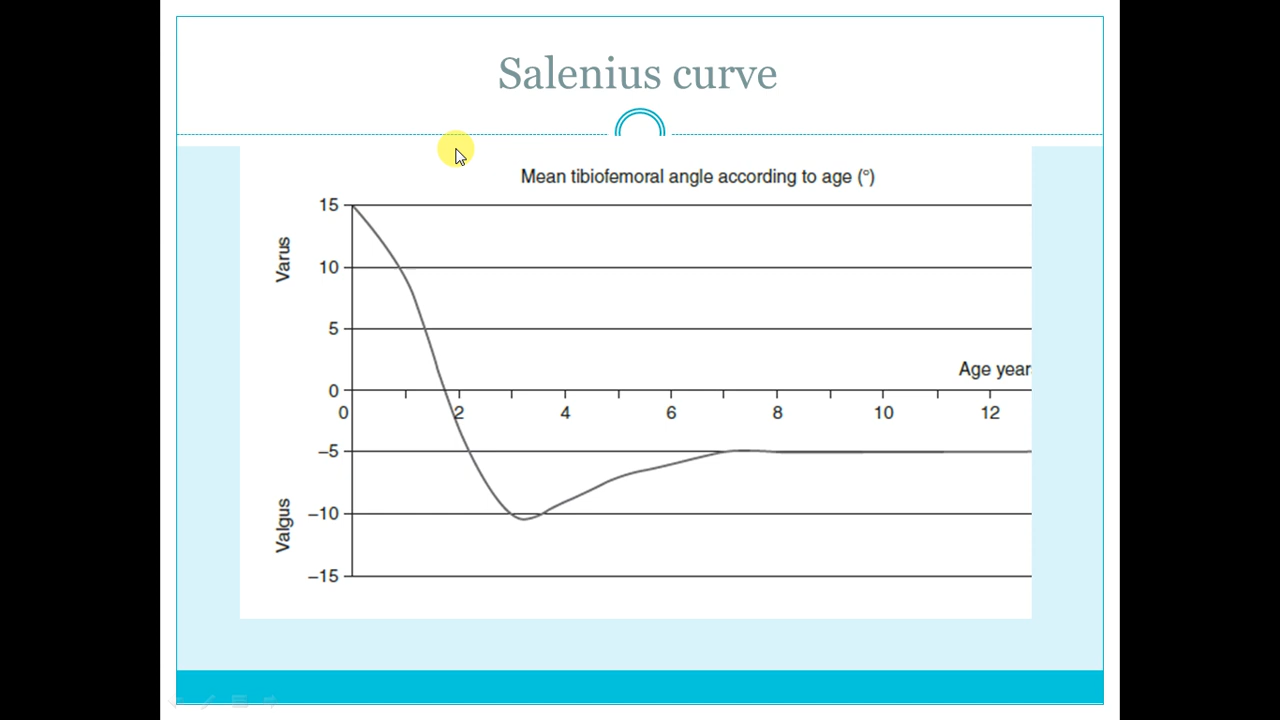 Salenius curve
Mean tibiofemoral angle according to age (°)
15
Varus
10
5
Age year
0
0 2 4 6 8 10 12
–5
Valgus
–10
–15